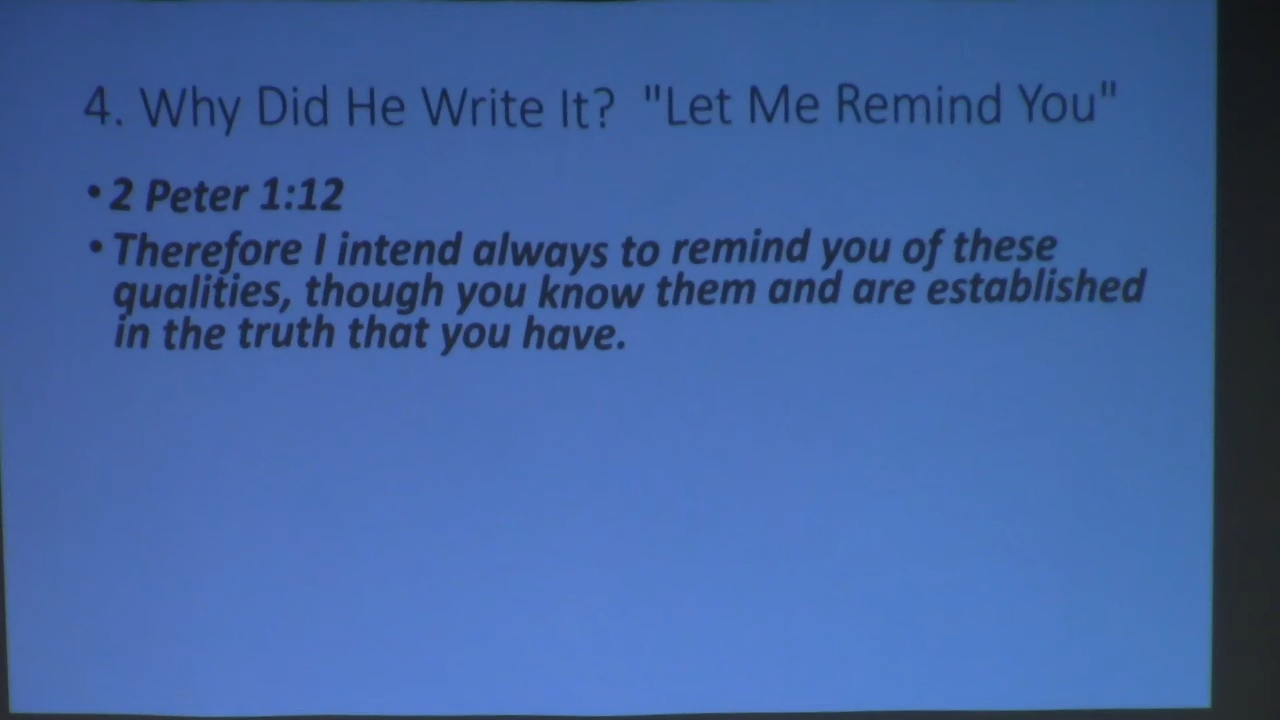 4. Why Did He Write It?  "Let Me Remind You"
• 2 Peter 1:12
• Therefore I intend always to remind you of these
qualities, though you know them and are established
in the truth that you have.